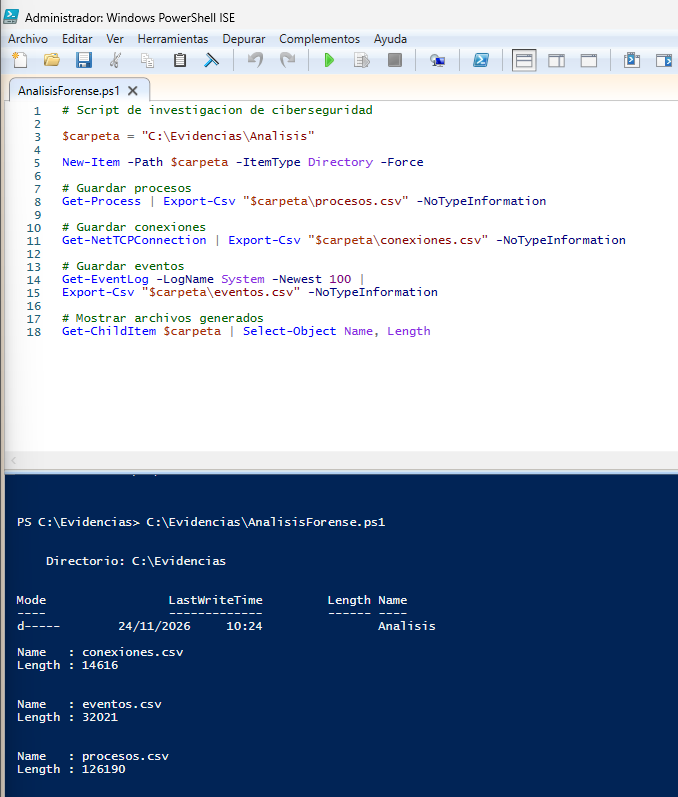 Administrador: Windows PowerShell ISE
Archivo Editar Ver Herramientas Depurar Complementos Ayuda
AnalisisForense.ps1 X
1 # Script de investigacion de ciberseguridad
2
3 $carpeta = "C:\Evidencias\Analisis"
4
5 New-Item -Path $carpeta -ItemType Directory -Force
6
7 # Guardar procesos
8 Get-Process | Export-Csv "$carpeta\procesos.csv" -NoTypeInformation
9
10 # Guardar conexiones
11 Get-NetTCPConnection | Export-Csv "$carpeta\conexiones.csv" -NoTypeInformation
12
13 # Guardar eventos
14 Get-EventLog -LogName System -Newest 100 |
15 Export-Csv "$carpeta\eventos.csv" -NoTypeInformation
16
17 # Mostrar archivos generados
18 Get-ChildItem $carpeta | Select-Object Name, Length
PS C:\Evidencias> C:\Evidencias\AnalisisForense.ps1
Directorio: C:\Evidencias
Mode LastWriteTime Length Name
---- ------------- ------ ----
d----- 24/11/2026 10:24 Analisis
Name : conexiones.csv
Length : 14616
Name : eventos.csv
Length : 32021
Name : procesos.csv
Length : 126190